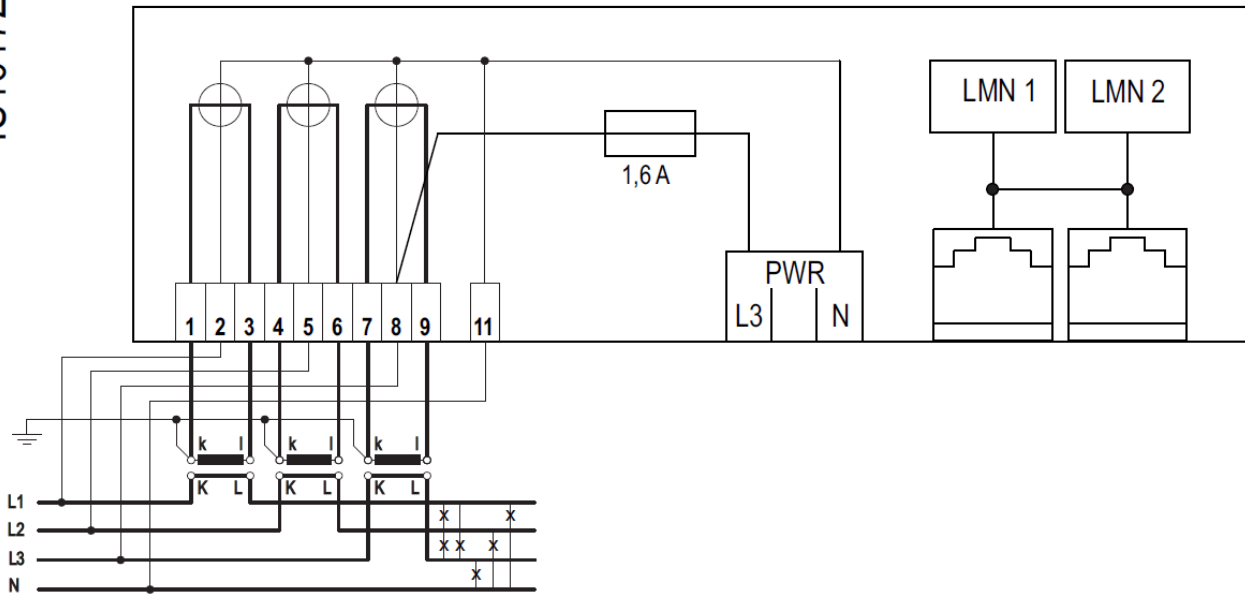 LMN 1 LMN 2
1,6 A
PWR
L3 N
1 2 3 4 5 6 7 8 9 11
k l k l k l
K L K L K L
L1
x x
L2
x x x
L3
x
N